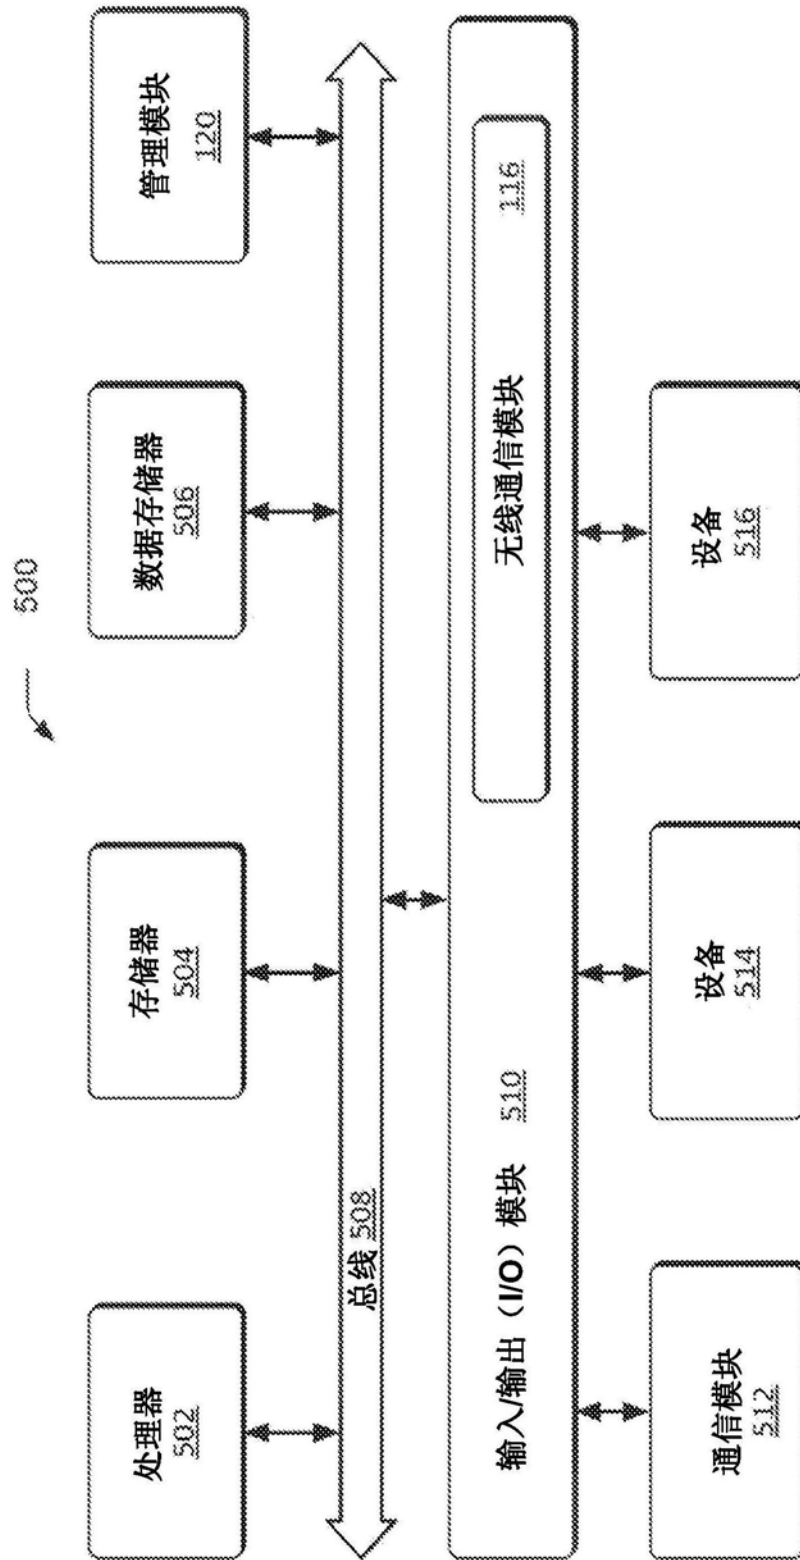 500
处理器
502
存储器
504
数据存储器
506
管理模块
120
总线 508
输入/输出（I/O）模块 510
无线通信模块 116
通信模块
512
设备
514
设备
516